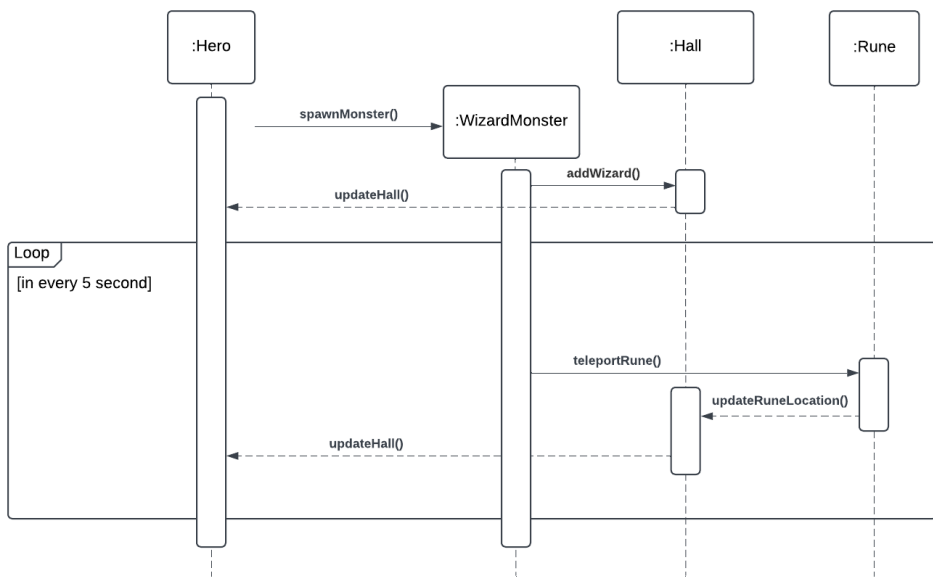 :Hero
:Hall
:Rune
spawnMonster()
:WizardMonster
addWizard()
updateHall()
Loop
[in every 5 second]
teleportRune()
updateRuneLocation()
updateHall()